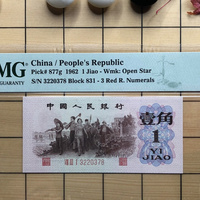 MG
GUARANTY
China / People's Republic
Pick# 877g 1962 1 Jiao - Wmk: Open Star
S/N 3220378 Block 831 - 3 Red R. Numerals
中国人民银行
壹角
1
YI
JIAO
3220378